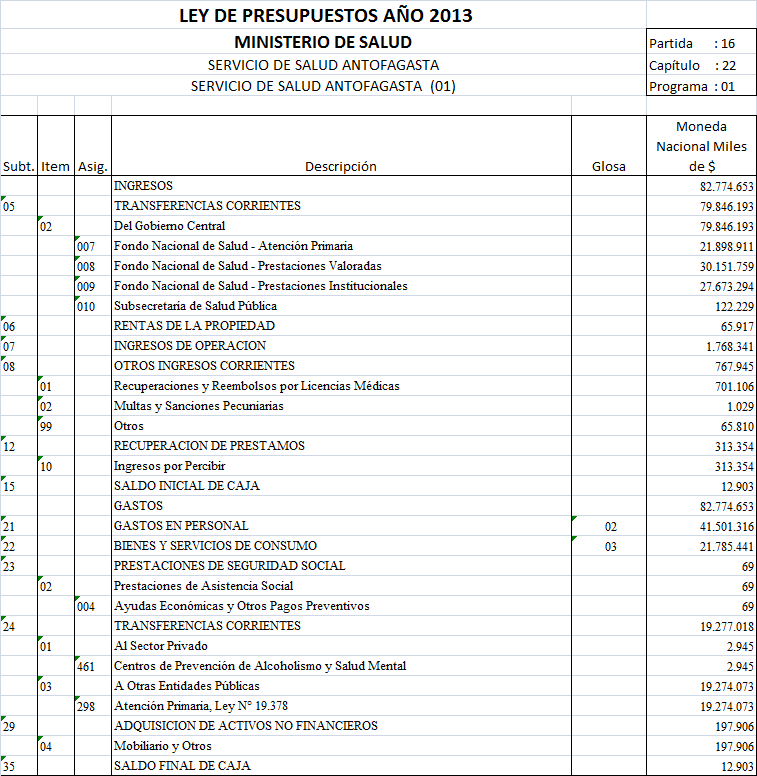 LEY DE PRESUPUESTOS AÑO 2013
MINISTERIO DE SALUD
Partida : 16
SERVICIO DE SALUD ANTOFAGASTA
Capítulo : 22
SERVICIO DE SALUD ANTOFAGASTA (01)
Programa : 01
Subt. Item Asig. Descripción Glosa Moneda Nacional Miles de $
INGRESOS 82.774.653
05 TRANSFERENCIAS CORRIENTES 79.846.193
02 Del Gobierno Central 79.846.193
007 Fondo Nacional de Salud - Atención Primaria 21.898.911
008 Fondo Nacional de Salud - Prestaciones Valoradas 30.151.759
009 Fondo Nacional de Salud - Prestaciones Institucionales 27.673.294
010 Subsecretaría de Salud Pública 122.229
06 RENTAS DE LA PROPIEDAD 65.917
07 INGRESOS DE OPERACION 1.768.341
08 OTROS INGRESOS CORRIENTES 767.945
01 Recuperaciones y Reembolsos por Licencias Médicas 701.106
02 Multas y Sanciones Pecuniarias 1.029
99 Otros 65.810
12 RECUPERACION DE PRESTAMOS 313.354
10 Ingresos por Percibir 313.354
15 SALDO INICIAL DE CAJA 12.903
GASTOS 82.774.653
21 GASTOS EN PERSONAL 02 41.501.316
22 BIENES Y SERVICIOS DE CONSUMO 03 21.785.441
23 PRESTACIONES DE SEGURIDAD SOCIAL 69
02 Prestaciones de Asistencia Social 69
004 Ayudas Económicas y Otros Pagos Preventivos 69
24 TRANSFERENCIAS CORRIENTES 19.277.018
01 Al Sector Privado 2.945
461 Centros de Prevención de Alcoholismo y Salud Mental 2.945
03 A Otras Entidades Públicas 19.274.073
298 Atención Primaria, Ley N° 19.378 19.274.073
29 ADQUISICION DE ACTIVOS NO FINANCIEROS 197.906
04 Mobiliario y Otros 197.906
35 SALDO FINAL DE CAJA 12.903